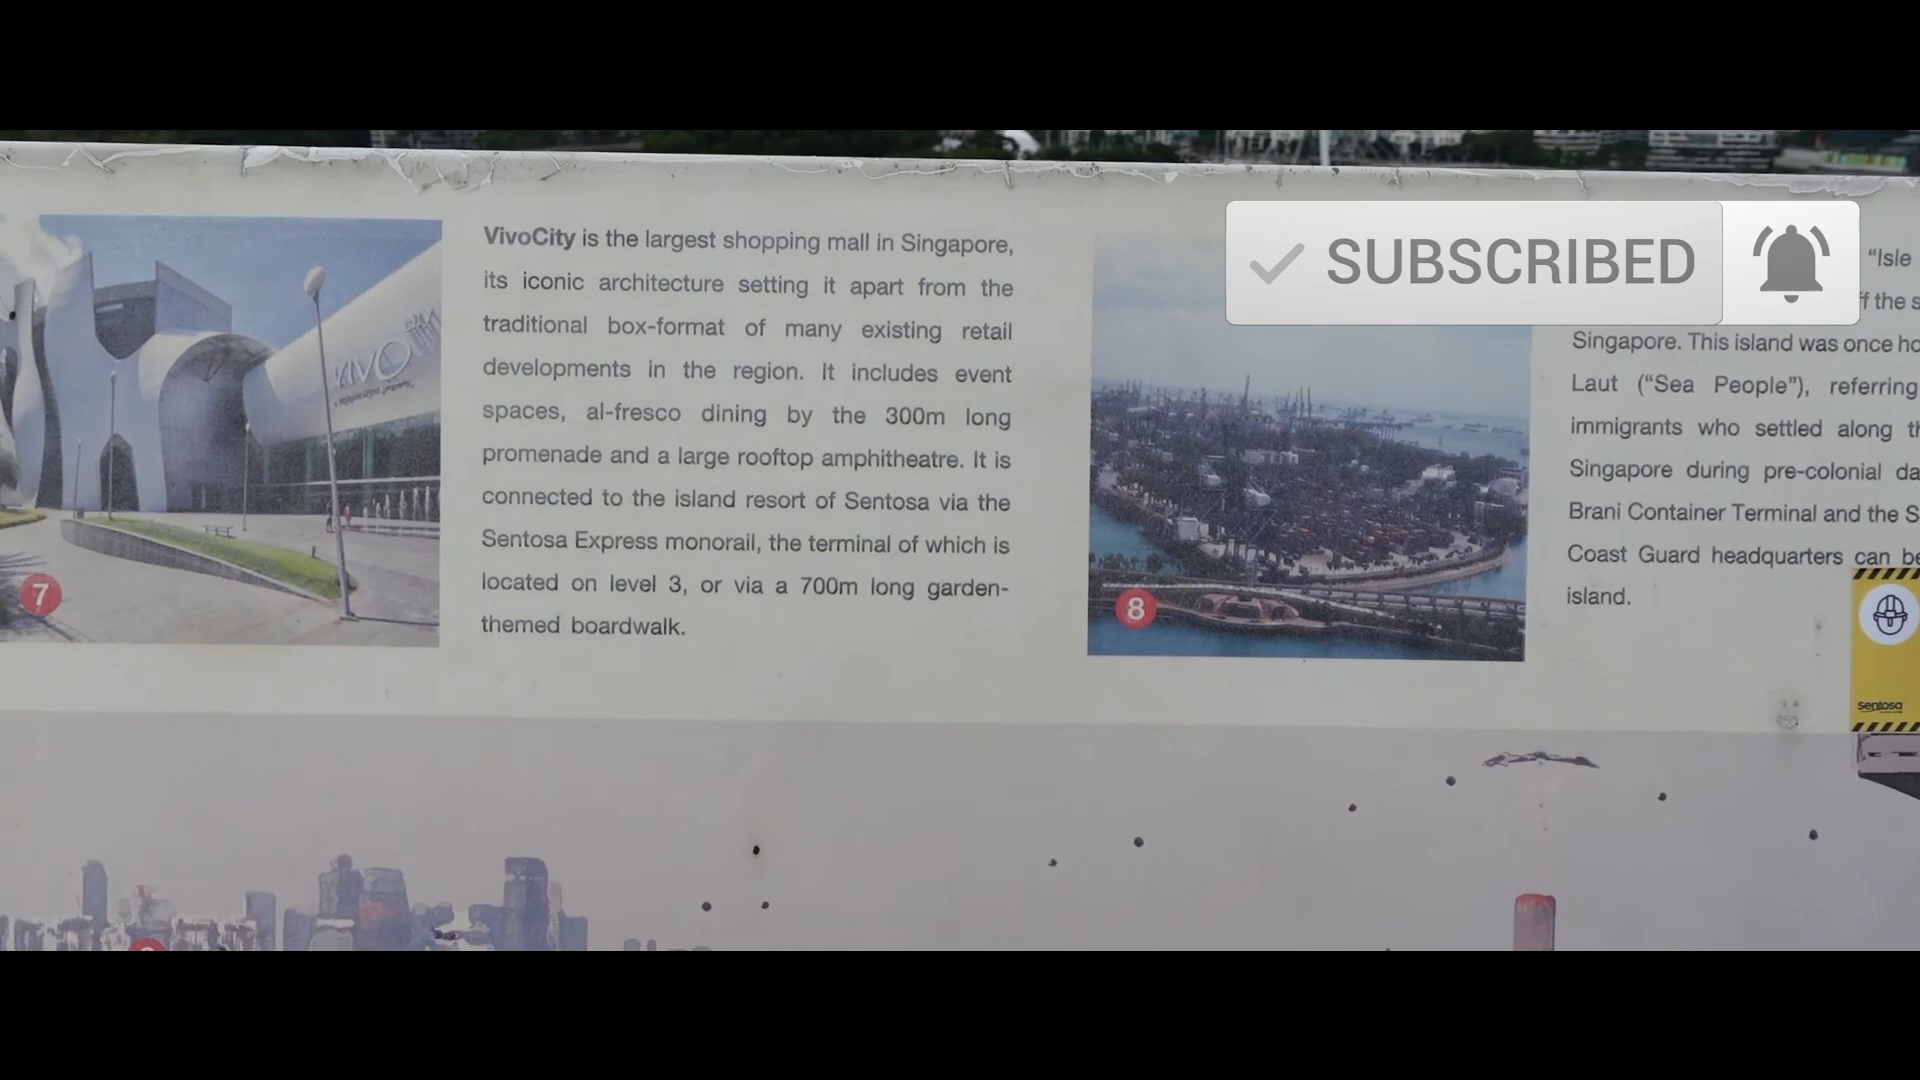 VivoCity is the largest shopping mall in Singapore,
its iconic architecture setting it apart from the
traditional box-format of many existing retail
developments in the region. It includes event
spaces, al-fresco dining by the 300m long
promenade and a large rooftop amphitheatre. It is
connected to the island resort of Sentosa via the
Sentosa Express monorail, the terminal of which is
located on level 3, or via a 700m long garden-
themed boardwalk.
VIVO
7
8
SUBSCRIBED
"Isle
the
Singapore. This island was once
Laut ("Sea People"), referring
immigrants who settled along
Singapore during pre-colonial
Brani Container Terminal and the
Coast Guard headquarters can
island.
sentosa